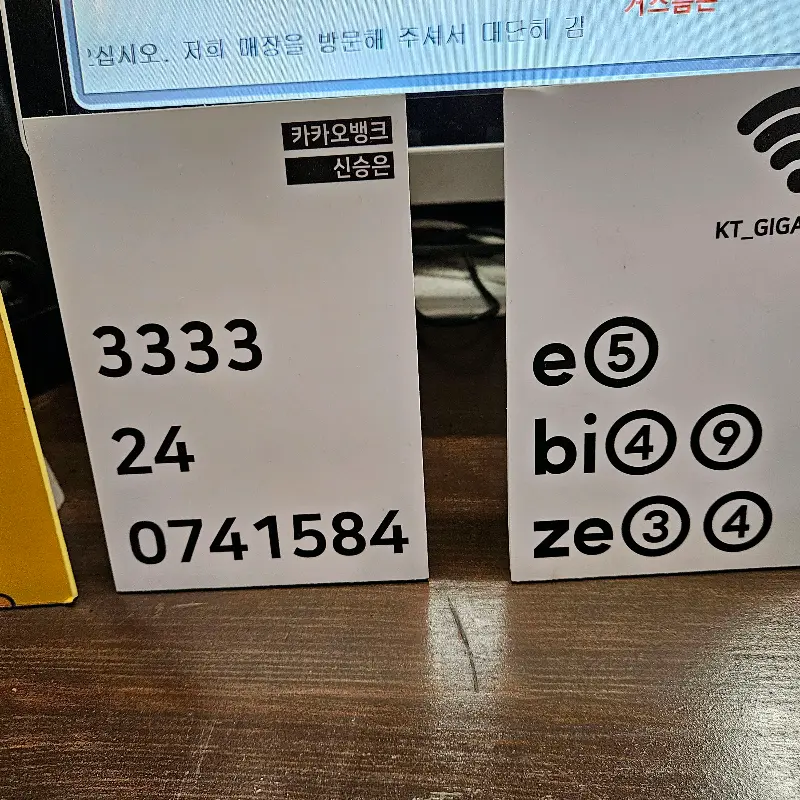 십시오. 저희 매장을 방문해 주셔서 대단히 김
카카오뱅크
신승은
3333
24
0741584
KT_GIGA
e⑤
bi④⑨
ze③④